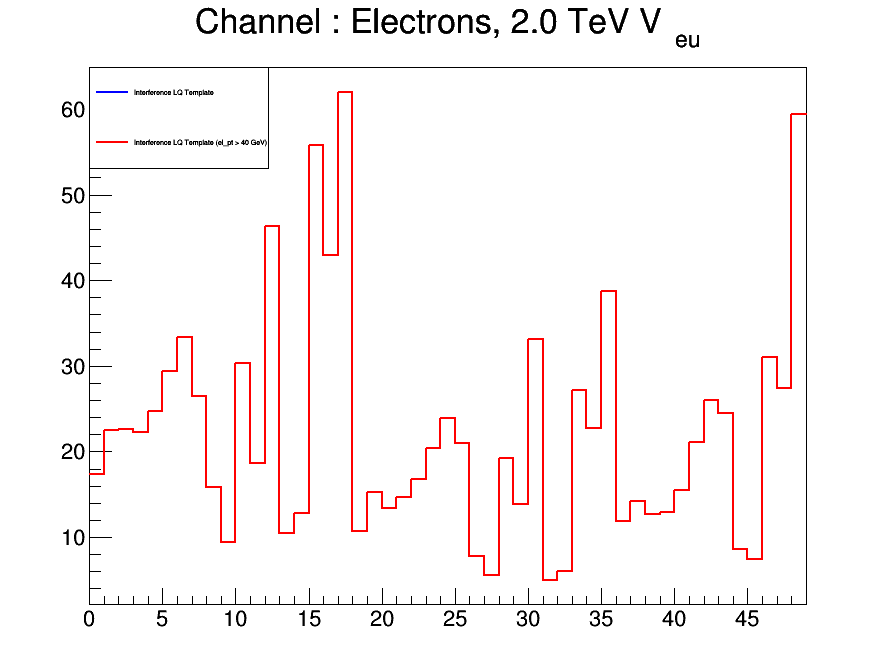 Channel : Electrons, 2.0 TeV V eu
Interference LQ Template
Interference LQ Template (el_pt > 40 GeV)
60
50
40
30
20
10
0 5 10 15 20 25 30 35 40 45